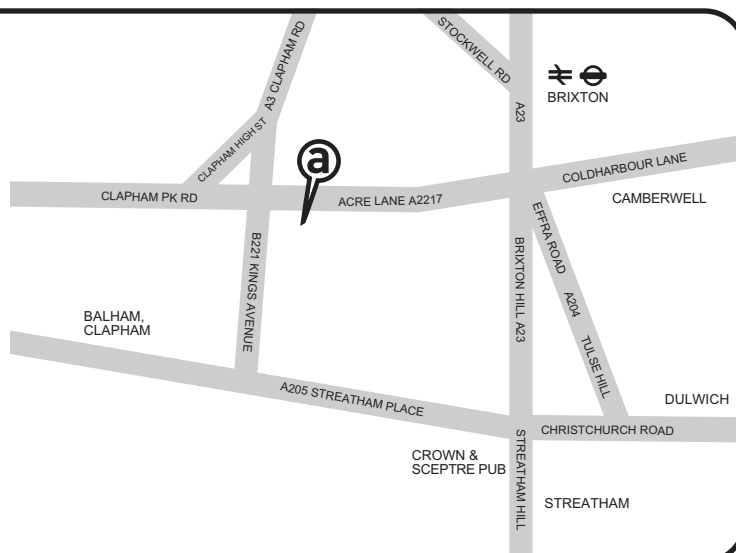 A3 CLAPHAM RD
STOCKWELL RD
BRIXTON
A23
CLAPHAM HIGH ST
a
COLDHARBOUR LANE
CLAPHAM PK RD
ACRE LANE A2217
CAMBERWELL
EFFRA ROAD
A204
TULSE HILL
B221 KINGS AVENUE
BRIXTON HILL A23
BALHAM,
CLAPHAM
A205 STREATHAM PLACE
DULWICH
CHRISTCHURCH ROAD
CROWN &
SCEPTRE PUB
STREATHAM HILL
STREATHAM